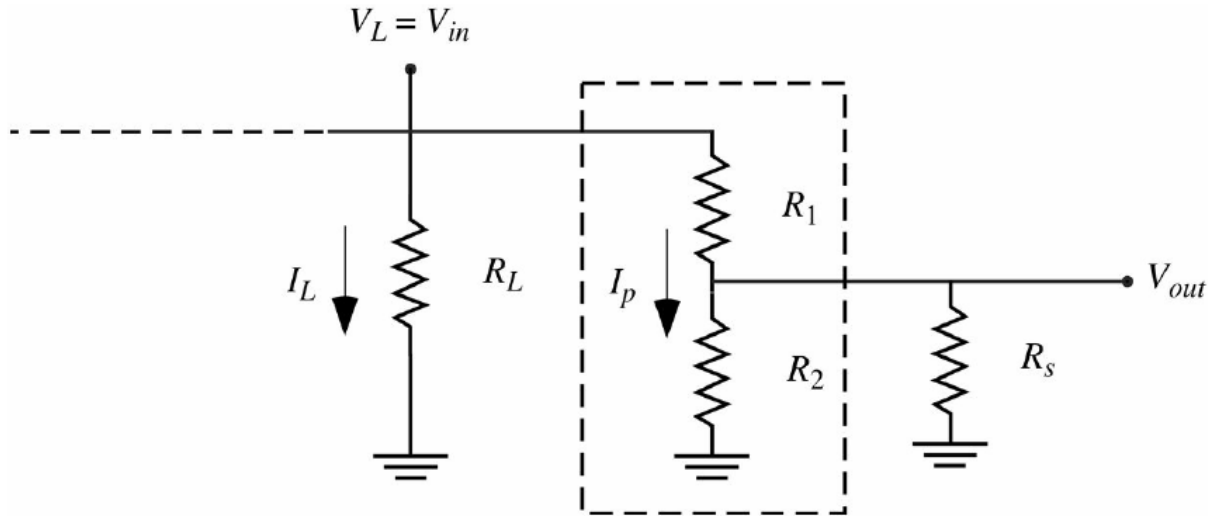 V_L = V_in
R_1
I_L
R_L
I_p
V_out
R_2
R_s